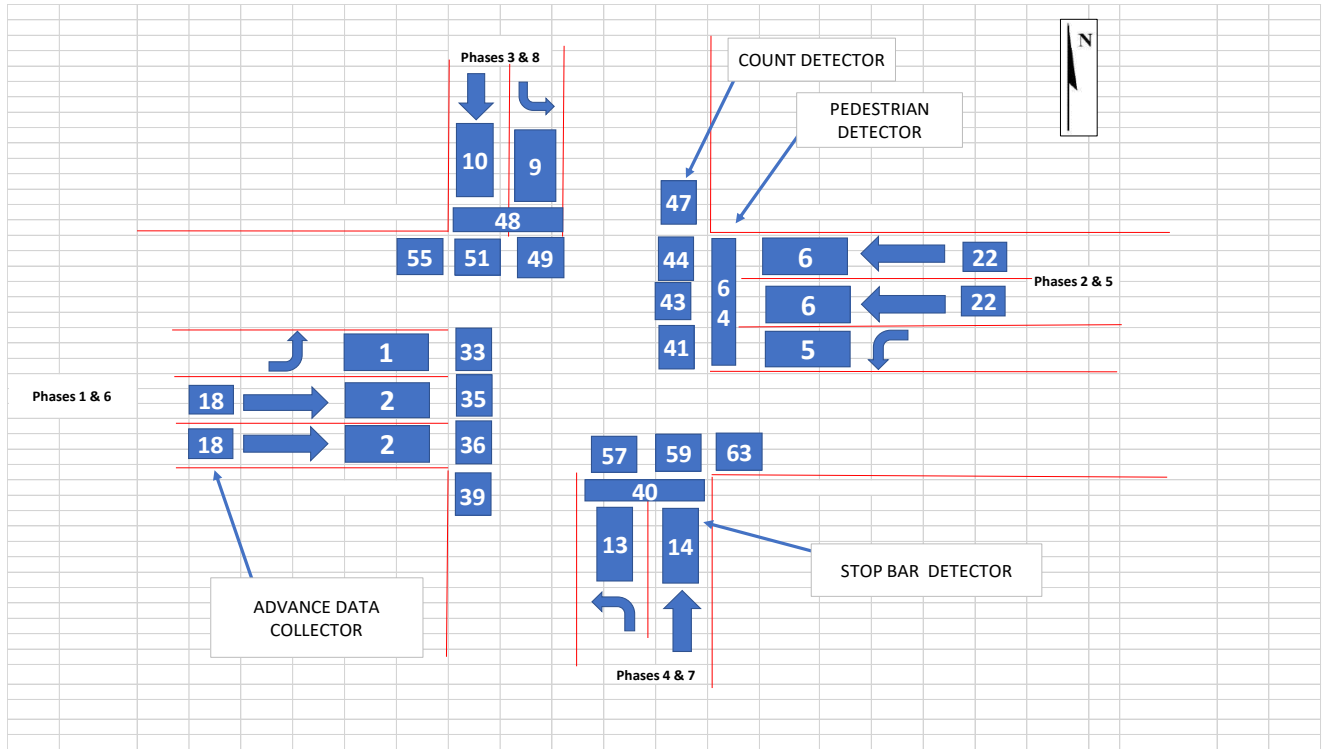 Phases 3 & 8
COUNT DETECTOR
N
PEDESTRIAN
DETECTOR
10
9
47
48
55
51
49
44
6
22
Phases 2 & 5
6
4
43
6
22
41
5
1
33
Phases 1 & 6
18
2
35
18
2
36
39
57
59
63
40
13
14
STOP BAR DETECTOR
ADVANCE DATA
COLLECTOR
Phases 4 & 7